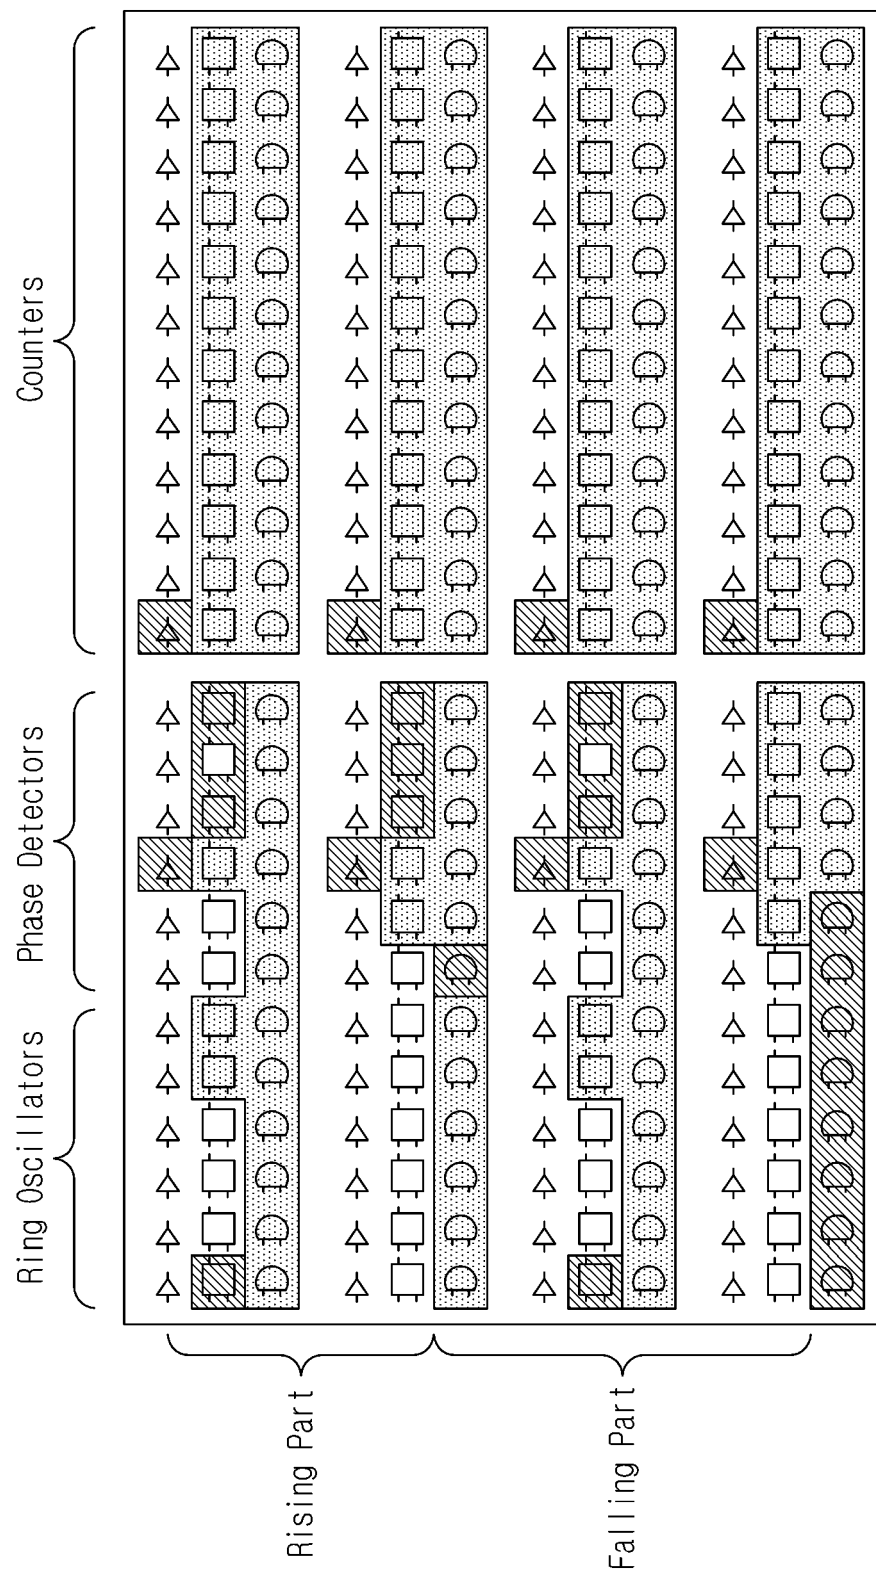 Ring Oscillators
Phase Detectors
Counters
Rising Part
Falling Part